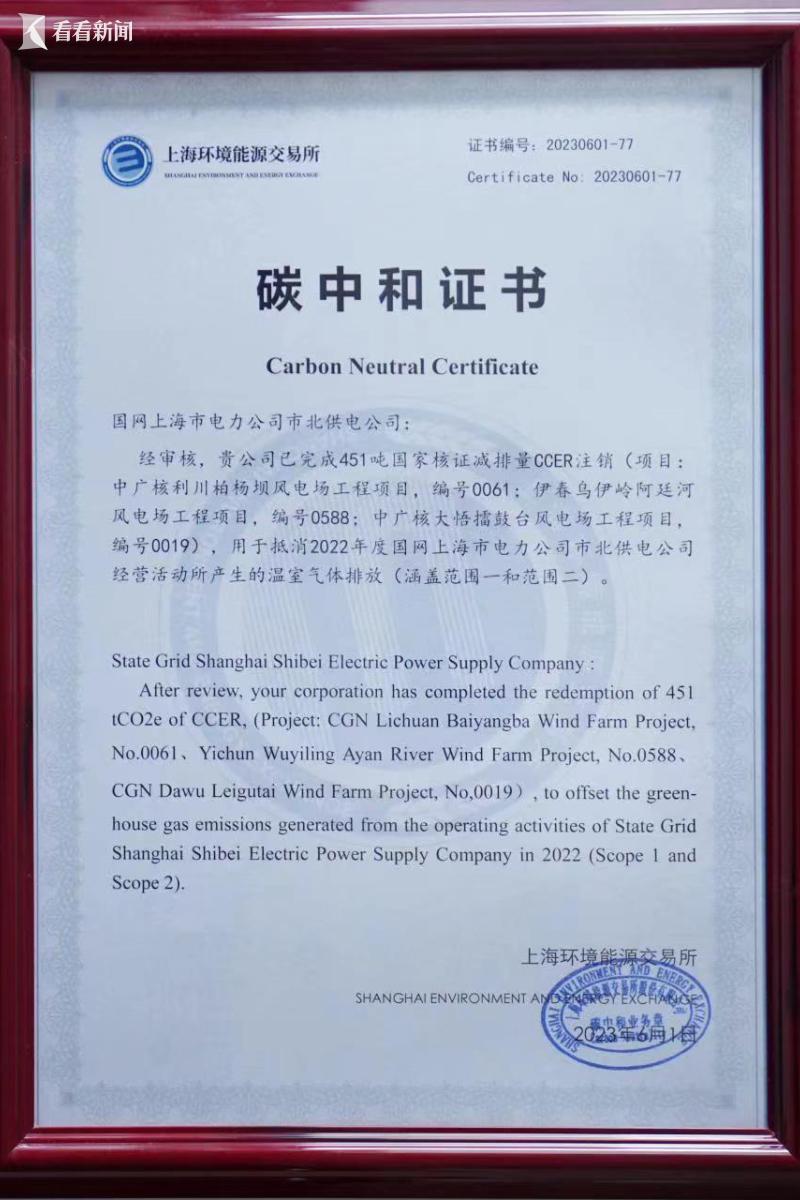 看看新闻
上海环境能源交易所
SHANGHAI ENVIRONMENT AND ENERGY EXCHANGE
证书编号：20230601-77
Certificate No: 20230601-77
碳中和证书
Carbon Neutral Certificate
国网上海市电力公司市北供电公司：
经审核，贵公司已完成451吨国家核证减排量CCER注销（项目：
中广核利川柏杨坝风电场工程项目，编号0061；伊春乌伊岭阿廷河
风电场工程项目，编号0588；中广核大悟擂鼓台风电场工程项目，
编号0019），用于抵消2022年度国网上海市电力公司市北供电公司
经营活动所产生的温室气体排放（涵盖范围一和范围二）。
State Grid Shanghai Shibei Electric Power Supply Company :
After review, your corporation has completed the redemption of 451
tCO2e of CCER, (Project: CGN Lichuan Baiyangba Wind Farm Project,
No.0061、Yichun Wuyiling Ayan River Wind Farm Project, No.0588、
CGN Dawu Leigutai Wind Farm Project, No,0019）, to offset the green-
house gas emissions generated from the operating activities of State Grid
Shanghai Shibei Electric Power Supply Company in 2022 (Scope 1 and
Scope 2).
上海环境能源交易所
SHANGHAI ENVIRONMENT AND ENERGY EXCHANGE
SHANGHAI ENVIRONMENT AND ENERGY EXCHANGE
碳中和业务章
2023年6月1日